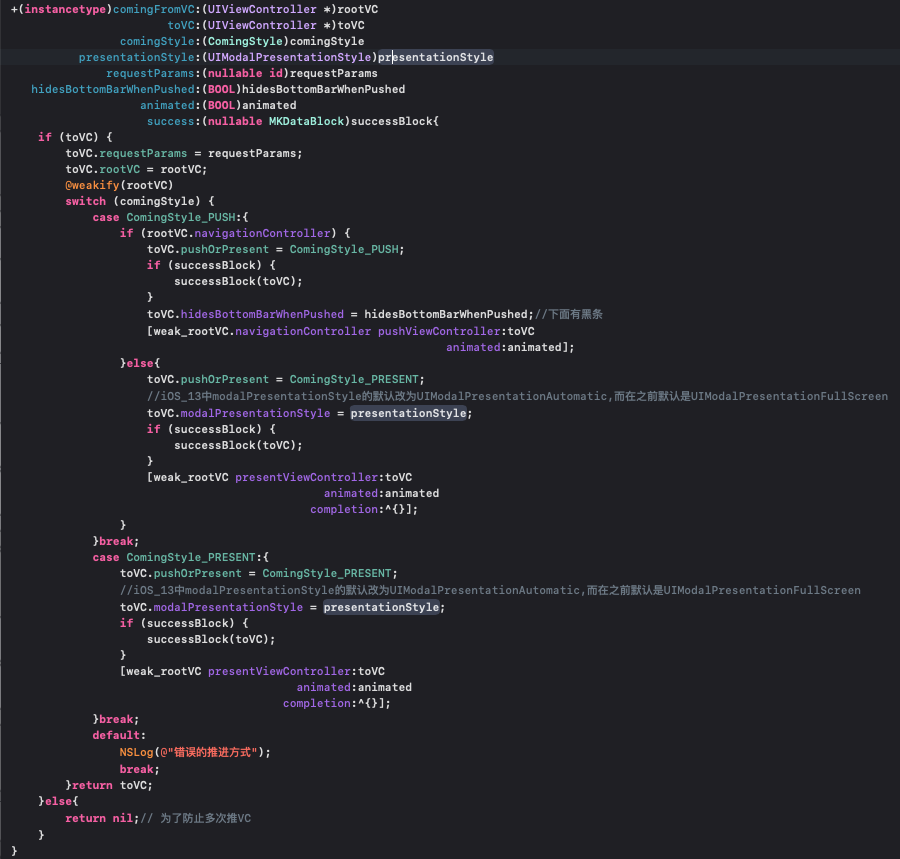 +(instancetype)comingFromVC:(UIViewController *)rootVC
toVC:(UIViewController *)toVC
comingStyle:(ComingStyle)comingStyle
presentationStyle:(UIModalPresentationStyle)presentationStyle
requestParams:(nullable id)requestParams
hidesBottomBarWhenPushed:(BOOL)hidesBottomBarWhenPushed
animated:(BOOL)animated
success:(nullable MKDataBlock)successBlock{
if (toVC) {
toVC.requestParams = requestParams;
toVC.rootVC = rootVC;
@weakify(rootVC)
switch (comingStyle) {
case ComingStyle_PUSH:{
if (rootVC.navigationController) {
toVC.pushOrPresent = ComingStyle_PUSH;
if (successBlock) {
successBlock(toVC);
}
toVC.hidesBottomBarWhenPushed = hidesBottomBarWhenPushed;//下面有黑条
[weak_rootVC.navigationController pushViewController:toVC
animated:animated];
}else{
toVC.pushOrPresent = ComingStyle_PRESENT;
//iOS_13中modalPresentationStyle的默认改为UIModalPresentationAutomatic,而在之前默认是UIModalPresentationFullScreen
toVC.modalPresentationStyle = presentationStyle;
if (successBlock) {
successBlock(toVC);
}
[weak_rootVC presentViewController:toVC
animated:animated
completion:^{}];
}
}break;
case ComingStyle_PRESENT:{
toVC.pushOrPresent = ComingStyle_PRESENT;
//iOS_13中modalPresentationStyle的默认改为UIModalPresentationAutomatic,而在之前默认是UIModalPresentationFullScreen
toVC.modalPresentationStyle = presentationStyle;
if (successBlock) {
successBlock(toVC);
}
[weak_rootVC presentViewController:toVC
animated:animated
completion:^{}];
}break;
default:
NSLog(@"错误的推进方式");
break;
}return toVC;
}else{
return nil;// 为了防止多次推VC
}
}